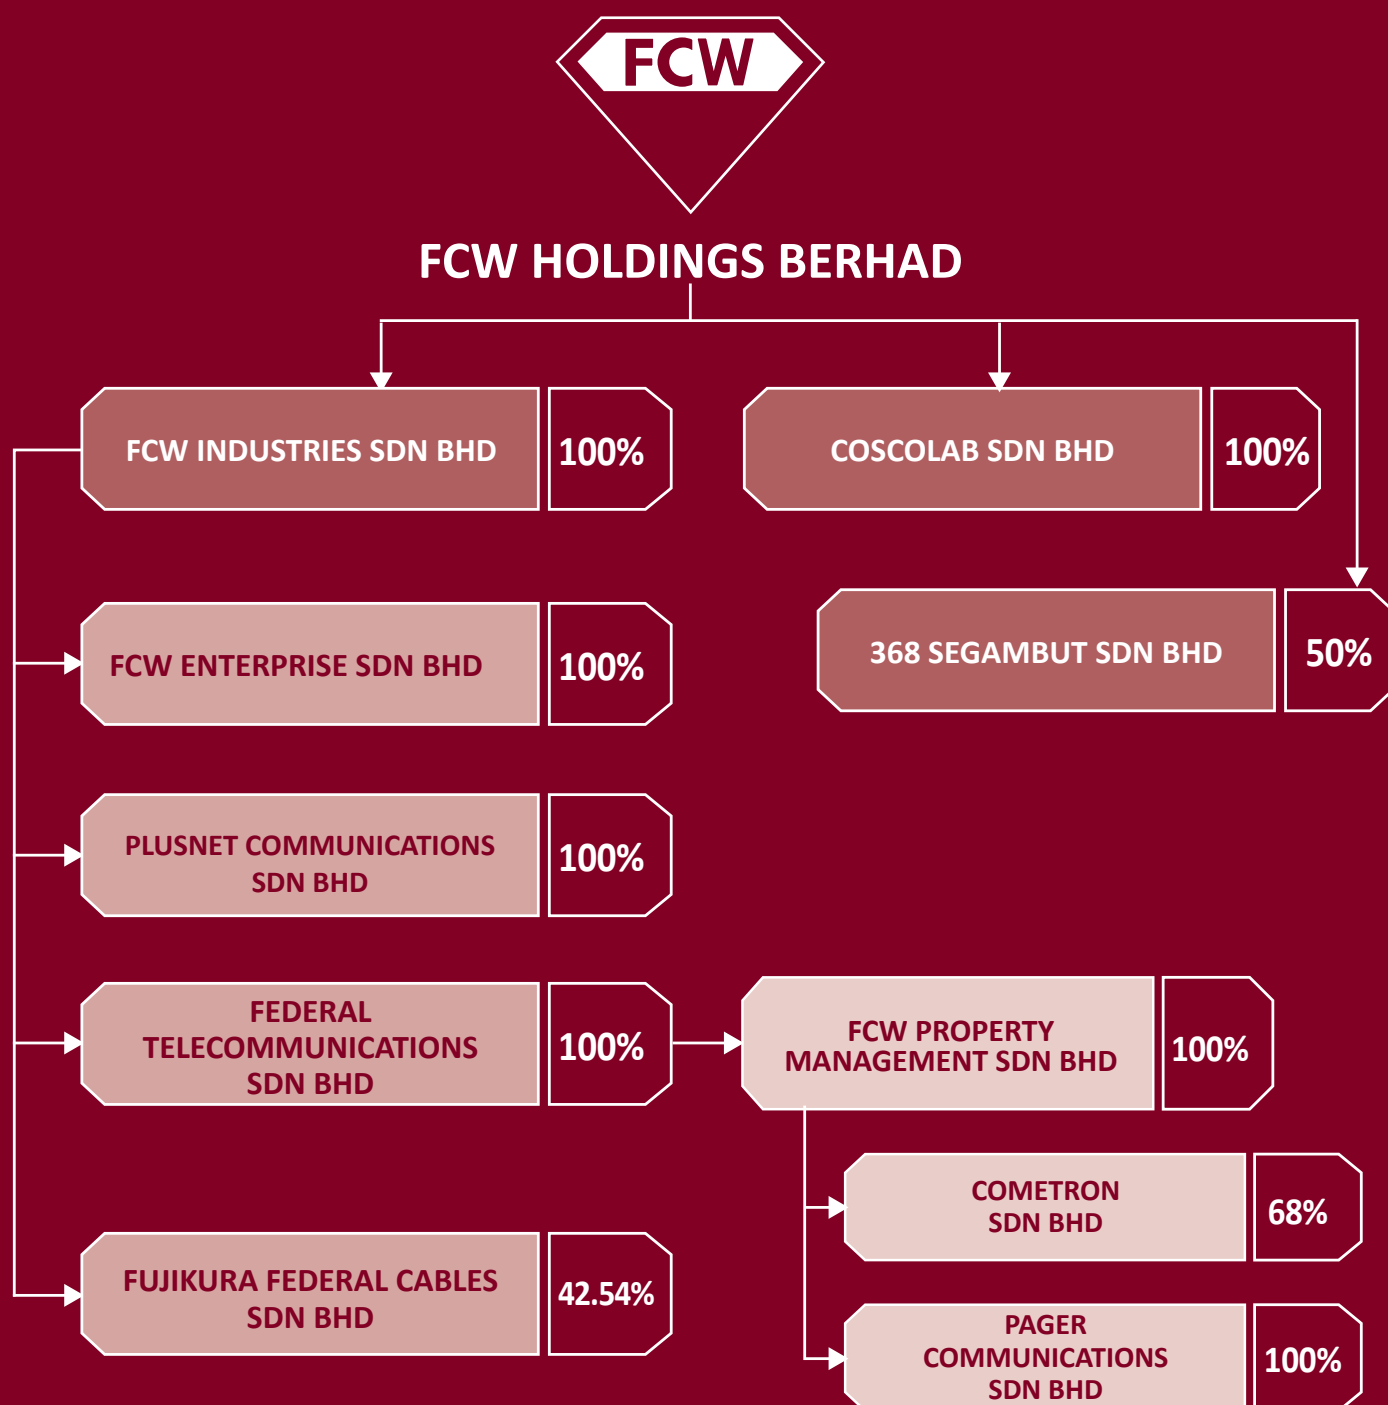 FCW
FCW HOLDINGS BERHAD
FCW INDUSTRIES SDN BHD
100%
COSCOLAB SDN BHD
100%
FCW ENTERPRISE SDN BHD
100%
368 SEGAMBUT SDN BHD
50%
PLUSNET COMMUNICATIONS
SDN BHD
100%
FEDERAL
TELECOMMUNICATIONS
SDN BHD
100%
FCW PROPERTY
MANAGEMENT SDN BHD
100%
COMETRON
SDN BHD
68%
FUJIKURA FEDERAL CABLES
SDN BHD
42.54%
PAGER
COMMUNICATIONS
SDN BHD
100%